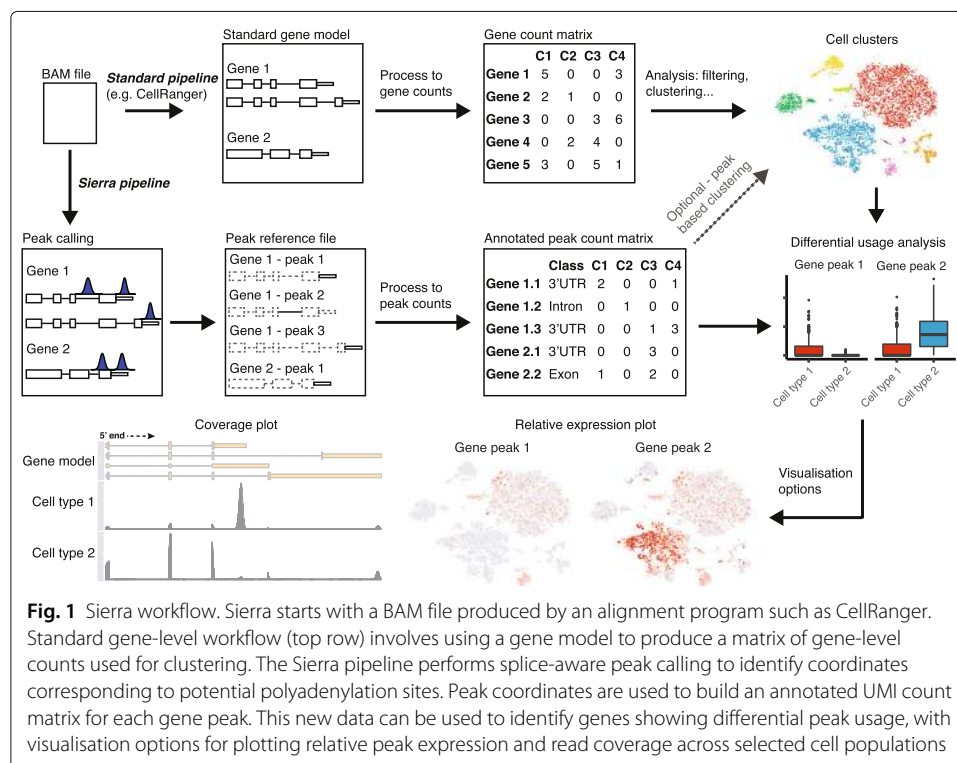 Standard gene model
Gene count matrix
Cell clusters
BAM file
Standard pipeline
(e.g. CellRanger)
Gene 1
Gene 2
Process to
gene counts
C1 C2 C3 C4
Gene 1 5 0 0 3
Gene 2 2 1 0 0
Gene 3 0 0 3 6
Gene 4 0 2 4 0
Gene 5 3 0 5 1
Analysis: filtering,
clustering...
Sierra pipeline
Optional - peak
based clustering
Peak calling
Gene 1
Gene 2
Peak reference file
Gene 1 - peak 1
Gene 1 - peak 2
Gene 1 - peak 3
Gene 2 - peak 1
Process to
peak counts
Annotated peak count matrix
Class C1 C2 C3 C4
Gene 1.1 3'UTR 2 0 0 1
Gene 1.2 Intron 0 1 0 0
Gene 1.3 3'UTR 0 0 1 3
Gene 2.1 3'UTR 0 0 3 0
Gene 2.2 Exon 1 0 2 0
Differential usage analysis
Gene peak 1 Gene peak 2
Cell type 1
Cell type 2
Cell type 1
Cell type 2
Coverage plot
5' end
Gene model
Cell type 1
Cell type 2
Relative expression plot
Gene peak 1
Gene peak 2
Visualisation
options
Fig. 1 Sierra workflow. Sierra starts with a BAM file produced by an alignment program such as CellRanger.
Standard gene-level workflow (top row) involves using a gene model to produce a matrix of gene-level
counts used for clustering. The Sierra pipeline performs splice-aware peak calling to identify coordinates
corresponding to potential polyadenylation sites. Peak coordinates are used to build an annotated UMI count
matrix for each gene peak. This new data can be used to identify genes showing differential peak usage, with
visualisation options for plotting relative peak expression and read coverage across selected cell populations